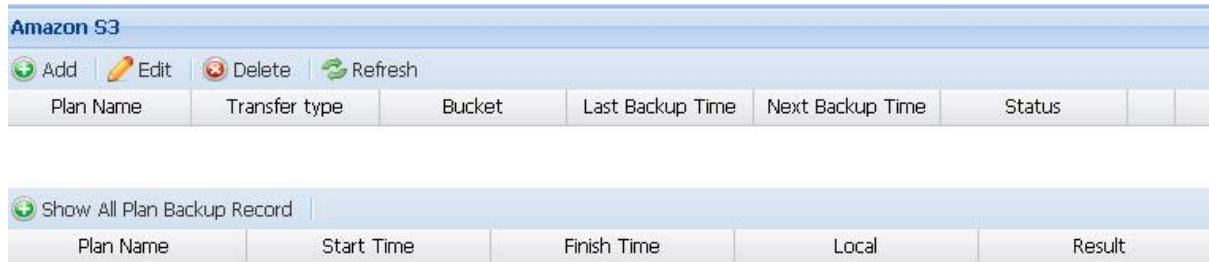 Amazon S3
Add Edit Delete Refresh
Plan Name Transfer type Bucket Last Backup Time Next Backup Time Status
Show All Plan Backup Record
Plan Name Start Time Finish Time Local Result